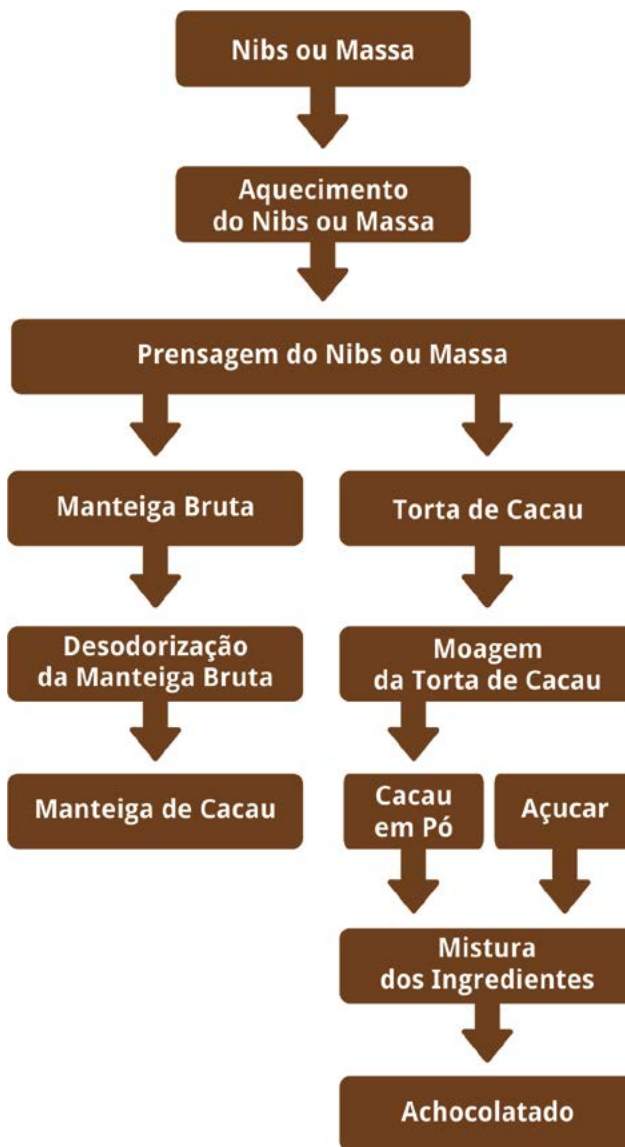 Nibs ou Massa
Aquecimento
do Nibs ou Massa
Prensagem do Nibs ou Massa
Manteiga Bruta
Torta de Cacau
Desodorização
da Manteiga Bruta
Moagem
da Torta de Cacau
Manteiga de Cacau
Cacau
em Pó
Açucar
Mistura
dos Ingredientes
Achocolatado